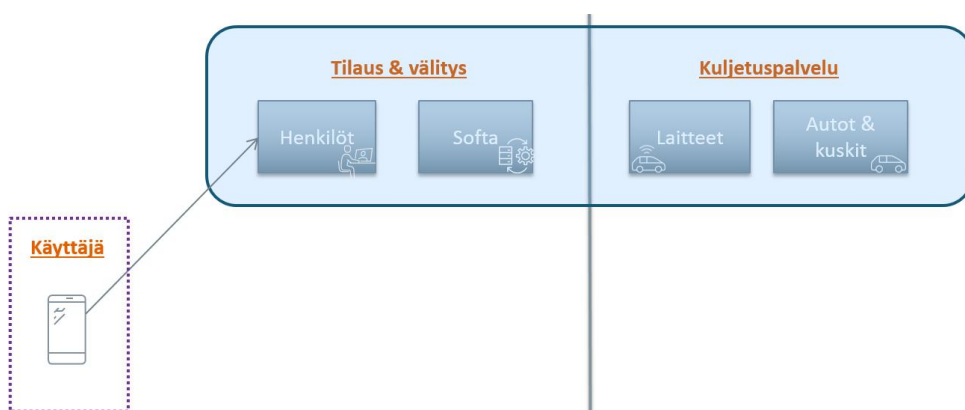 Tilaus & välitys
Kuljetuspalvelu
Henkilöt
Softa
Laitteet
Autot &
kuskit
Käyttäjä